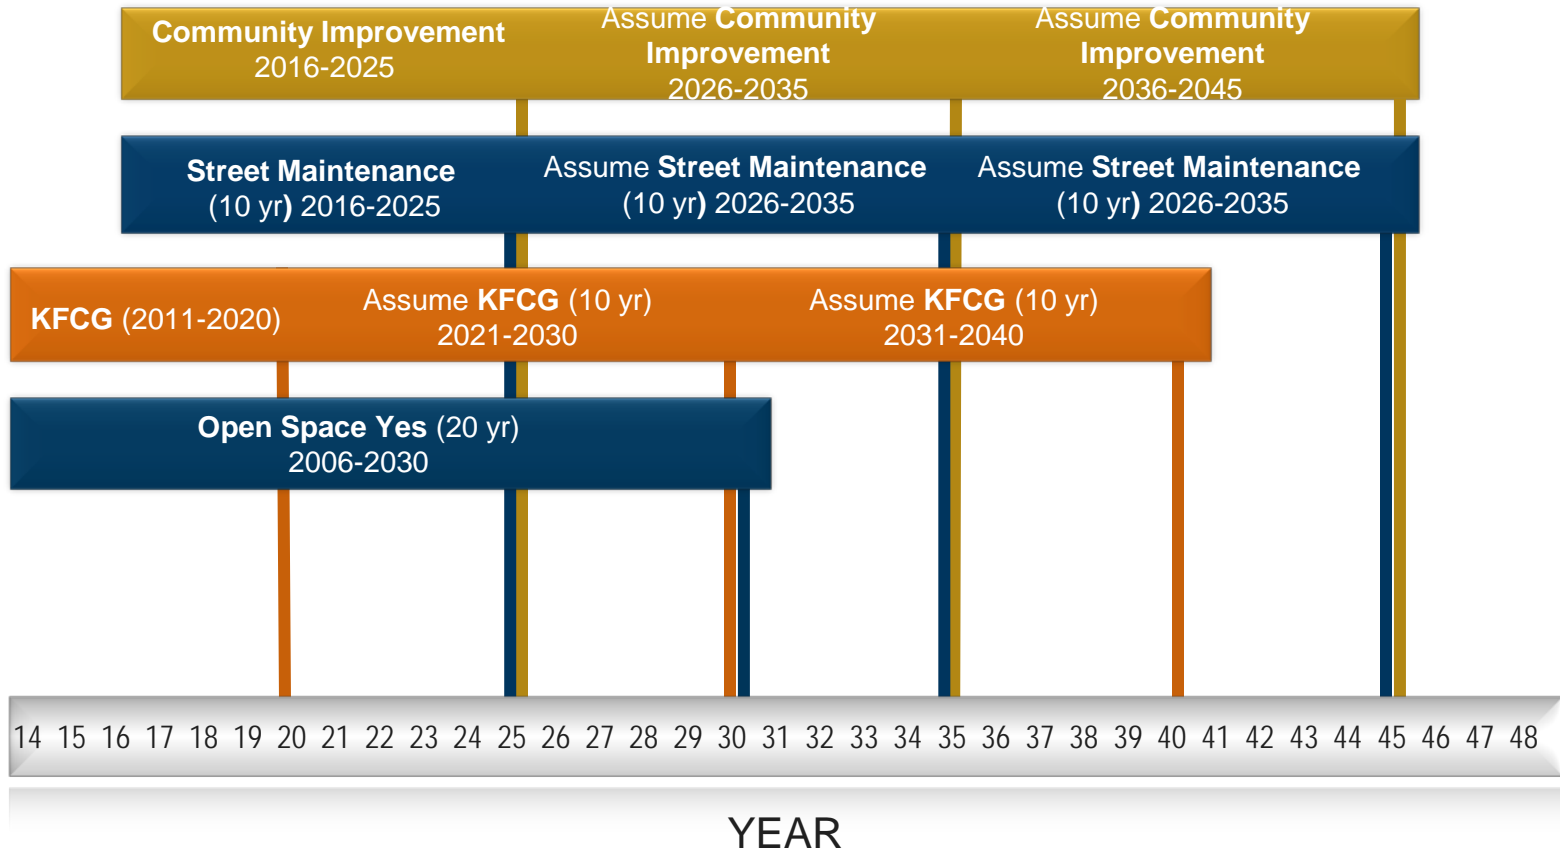 Community Improvement
2016-2025
Assume Community
Improvement
2026-2035
Assume Community
Improvement
2036-2045
Street Maintenance
(10 yr) 2016-2025
Assume Street Maintenance
(10 yr) 2026-2035
Assume Street Maintenance
(10 yr) 2026-2035
KFCG (2011-2020)
Assume KFCG (10 yr)
2021-2030
Assume KFCG (10 yr)
2031-2040
Open Space Yes (20 yr)
2006-2030
14 15 16 17 18 19 20 21 22 23 24 25 26 27 28 29 30 31 32 33 34 35 36 37 38 39 40 41 42 43 44 45 46 47 48
YEAR